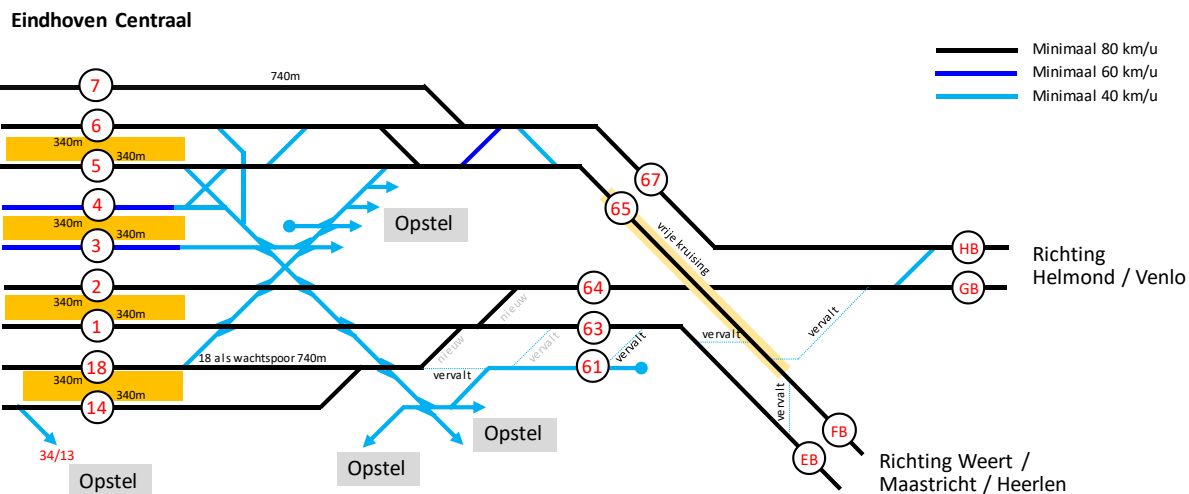 Eindhoven Centraal
Minimaal 80 km/u
Minimaal 60 km/u
Minimaal 40 km/u
7
740m
6
340m
340m
5
67
4
65
340m
Opstel
340m
3
vrije kruising
HB
Richting
Helmond / Venlo
2
64
GB
340m
nieuw
340m
1
63
vervalt
nieuw
vervalt
vervalt
vervalt
18 als wachtspoor 740m
18
vervalt
61
340m
340m
14
vervalt
FB
34/13
Opstel
Opstel
Opstel
EB
Richting Weert /
Maastricht / Heerlen